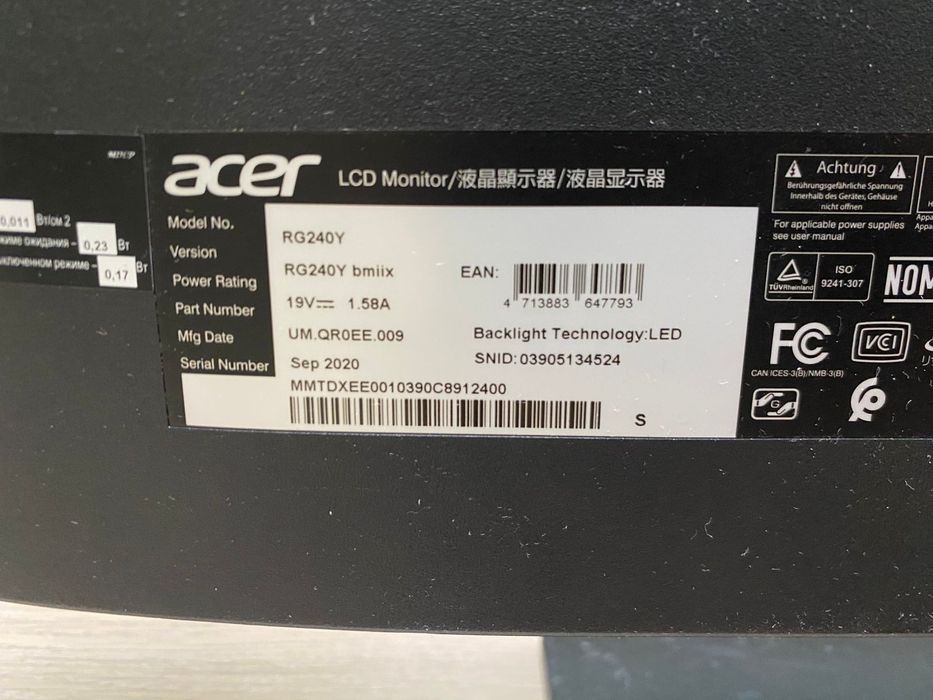 0,011 Вт/см 2
ожидания – 0,23 Вт
режиме – 0,17 Вт
acer LCD Monitor/液晶顯示器/液晶显示器
Model No. RG240Y
Version RG240Y bmiix
Power Rating 19V⎓ 1.58A
Part Number UM.QR0EE.009
Mfg Date Sep 2020
Serial Number
MMTDXEE0010390C8912400
EAN:
4 713883 647793
Backlight Technology:LED
SNID:03905134524
S
Achtung
Berührungsgefährliche Spannung
Innerhalb des Gerätes, Gehäuse
nicht öffnen
For applicable power supplies
see user manual
TÜVRheinland
ISO
9241-307
NOM
FC
VCI
CAN ICES-3(B)/NMB-3(B)
G